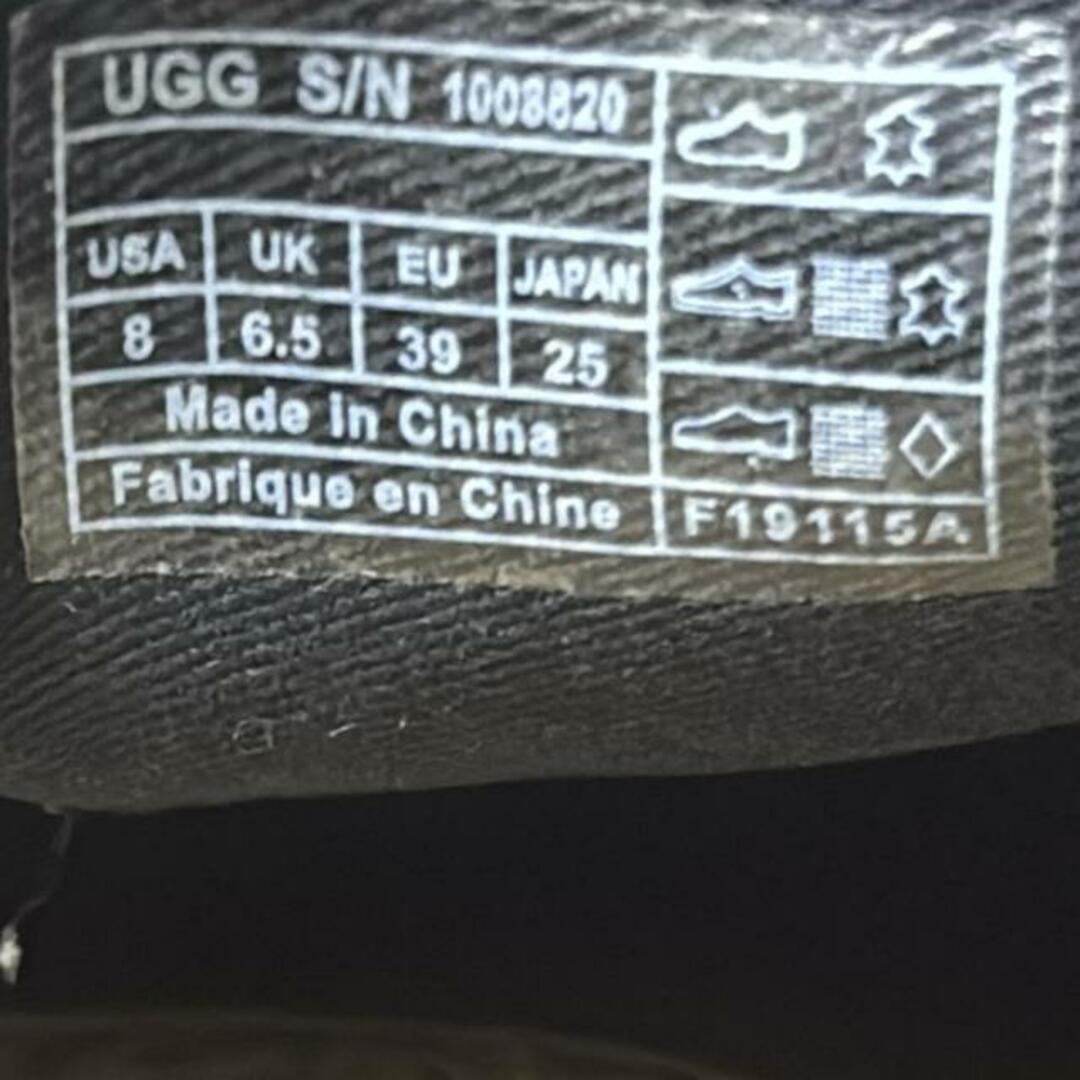 UGG S/N 1008820
USA UK EU JAPAN
8 6.5 39 25
Made in China
Fabrique en Chine
F19115A